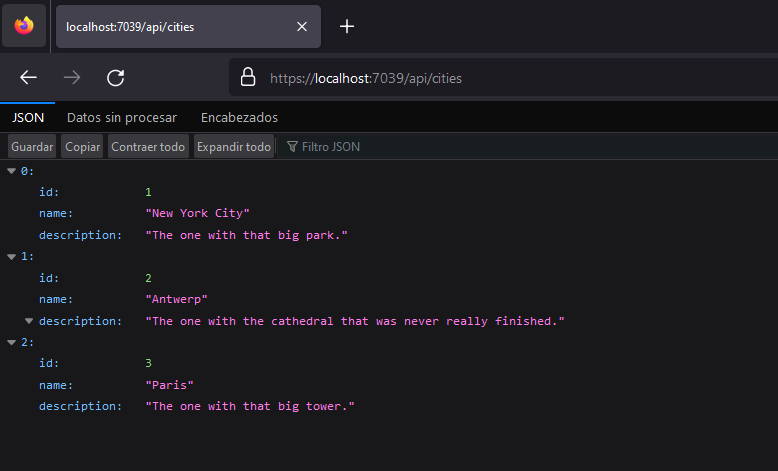 localhost:7039/api/cities
https://localhost:7039/api/cities
JSON Datos sin procesar Encabezados
Guardar Copiar Contraer todo Expandir todo Filtro JSON
0:
id: 1
name: "New York City"
description: "The one with that big park."
1:
id: 2
name: "Antwerp"
description: "The one with the cathedral that was never really finished."
2:
id: 3
name: "Paris"
description: "The one with that big tower."